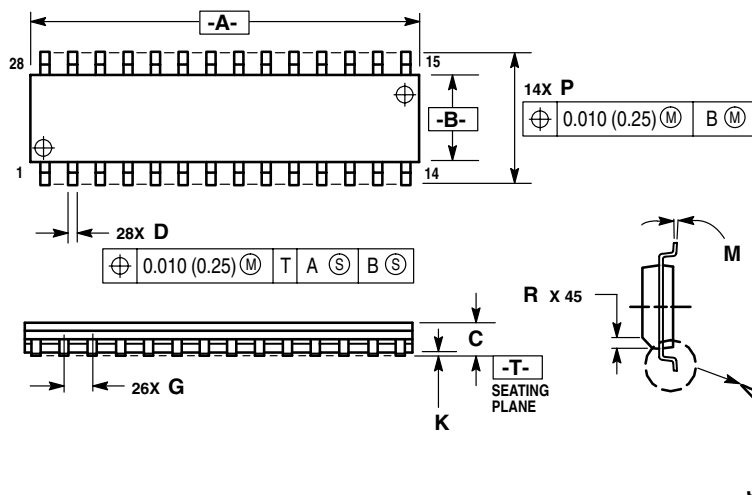 -A-
28
15
-B-
14X P
⌖ 0.010 (0.25) Ⓜ B Ⓜ
1
14
28X D
⌖ 0.010 (0.25) Ⓜ T A Ⓢ B Ⓢ
M
R X 45
C
-T-
SEATING
PLANE
26X G
K